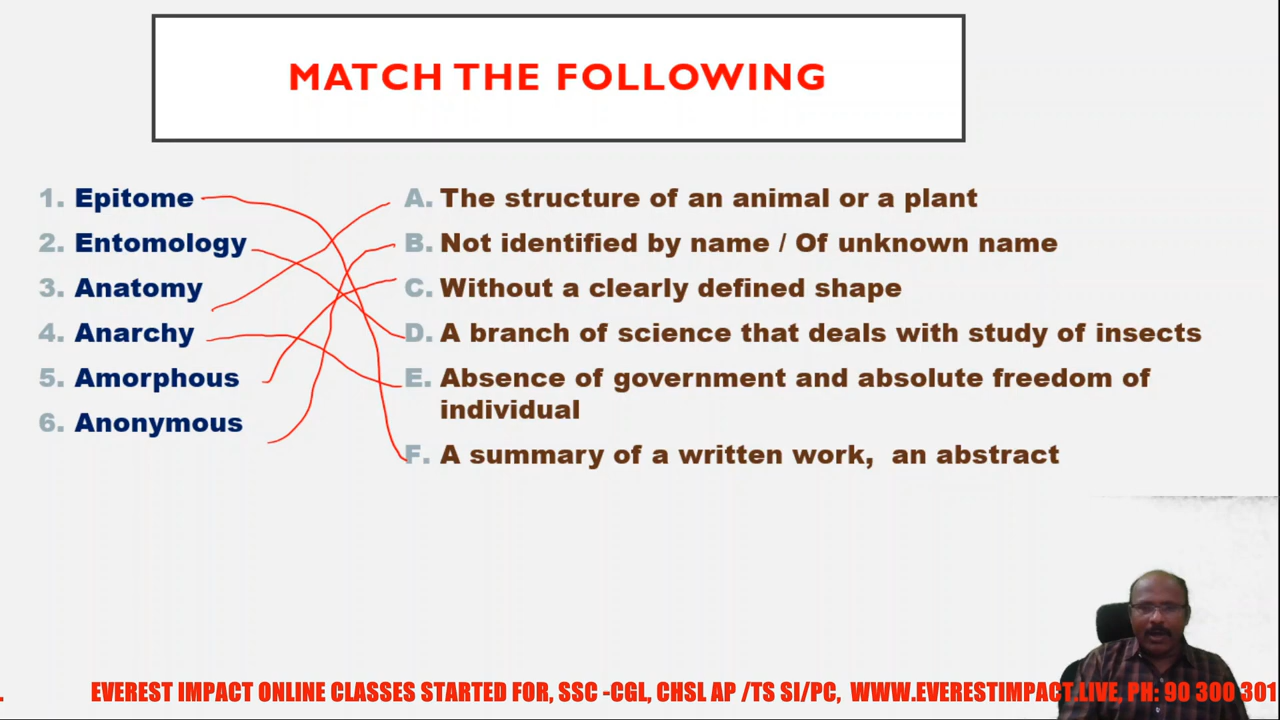 MATCH THE FOLLOWING
1. Epitome
2. Entomology
3. Anatomy
4. Anarchy
5. Amorphous
6. Anonymous
A. The structure of an animal or a plant
B. Not identified by name / Of unknown name
C. Without a clearly defined shape
D. A branch of science that deals with study of insects
E. Absence of government and absolute freedom of
individual
F. A summary of a written work, an abstract
. EVEREST IMPACT ONLINE CLASSES STARTED FOR, SSC -CGL, CHSL AP /TS SI/PC, WWW.EVERESTIMPACT.LIVE, PH: 90 300 301